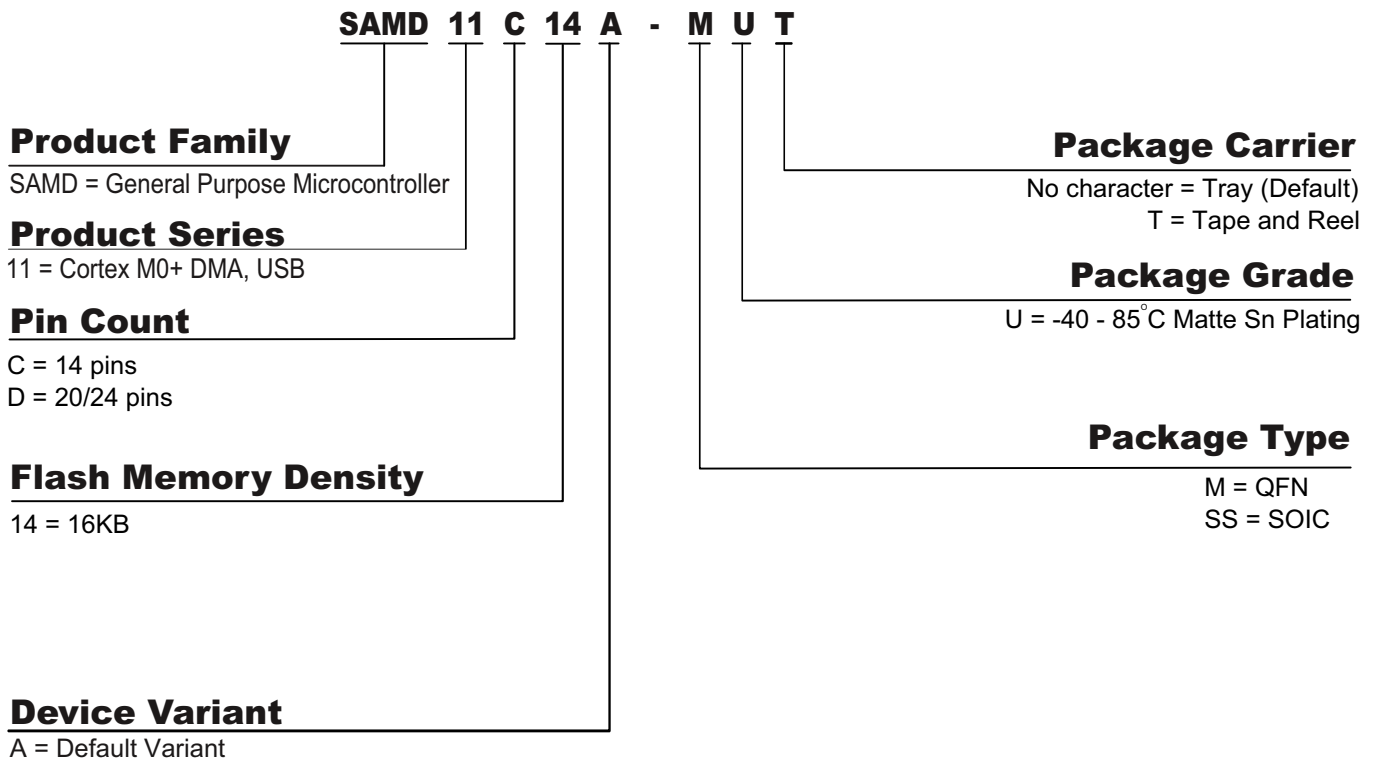 SAMD 11 C 14 A - M U T
Product Family
SAMD = General Purpose Microcontroller
Product Series
11 = Cortex M0+ DMA, USB
Pin Count
C = 14 pins
D = 20/24 pins
Flash Memory Density
14 = 16KB
Device Variant
A = Default Variant
Package Carrier
No character = Tray (Default)
T = Tape and Reel
Package Grade
U = -40 - 85°C Matte Sn Plating
Package Type
M = QFN
SS = SOIC